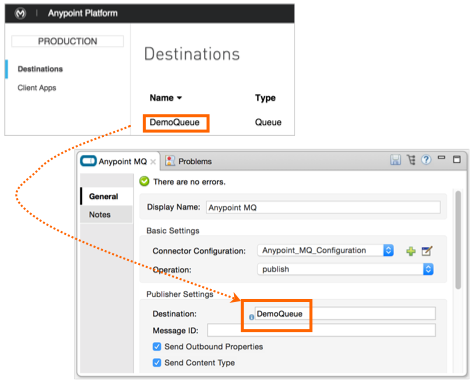 Anypoint Platform
PRODUCTION
Destinations
Client Apps
Destinations
Name Type
DemoQueue Queue
Anypoint MQ Problems
General
Notes
There are no errors.
Display Name: Anypoint MQ
Basic Settings
Connector Configuration: Anypoint_MQ_Configuration
Operation: publish
Publisher Settings
Destination: DemoQueue
Message ID:
Send Outbound Properties
Send Content Type